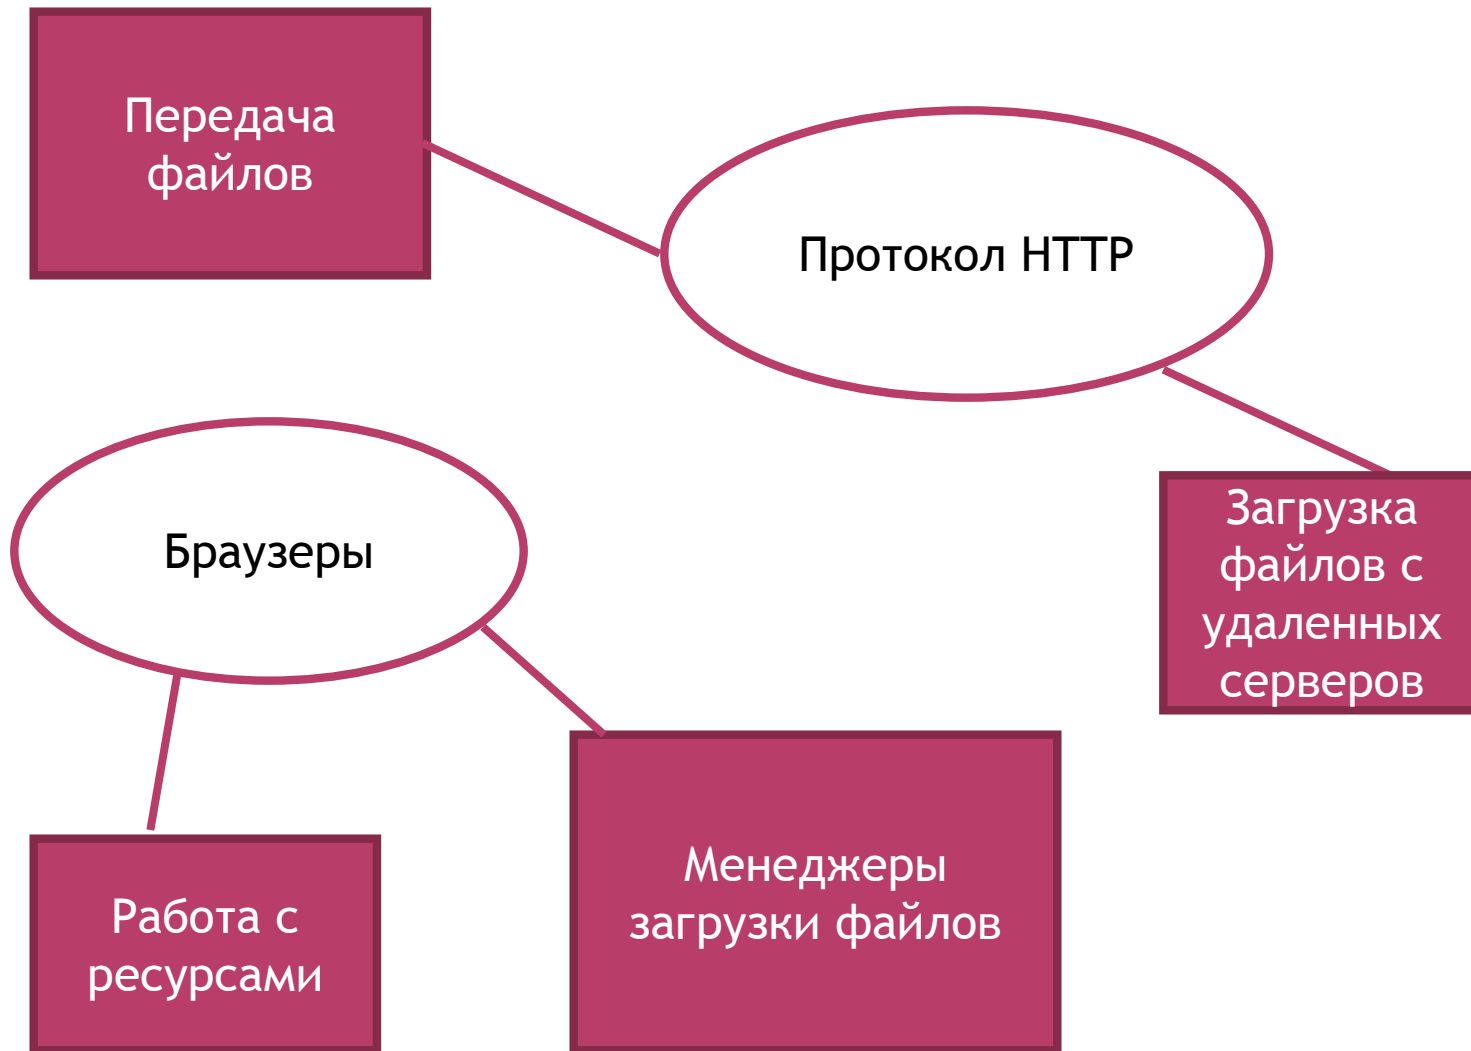 Передача
файлов
Протокол HTTP
Браузеры
Загрузка
файлов с
удаленных
серверов
Менеджеры
загрузки файлов
Работа с
ресурсами